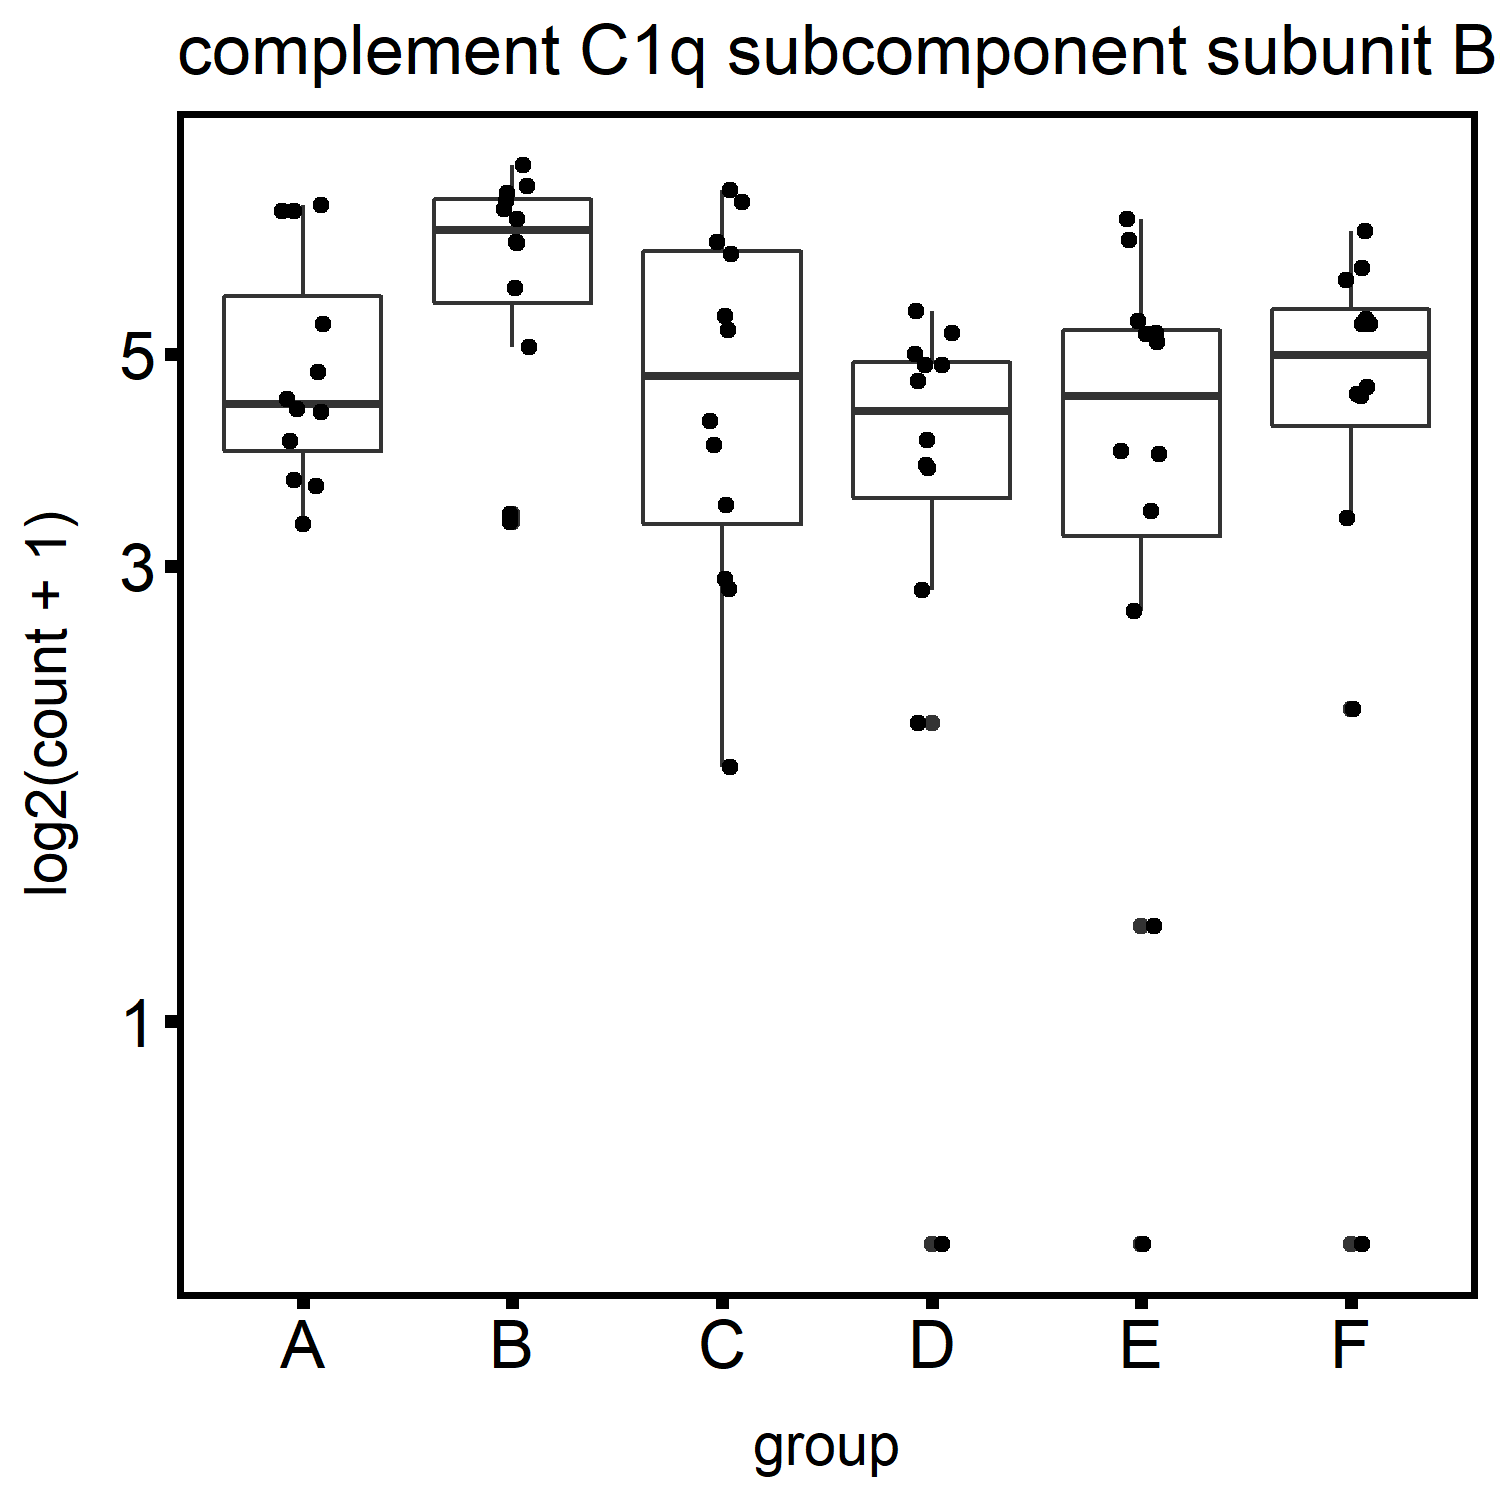 complement C1q subcomponent subunit B
log2(count + 1)
5
3
1
A B C D E F
group